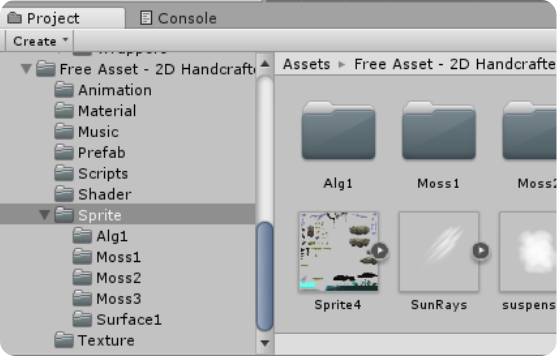 Project
Console
Create
Wrappers
Free Asset - 2D Handcrafte
Animation
Material
Music
Prefab
Scripts
Shader
Sprite
Alg1
Moss1
Moss2
Moss3
Surface1
Texture
Assets ▸ Free Asset - 2D Handcrafte
Alg1 Moss1 Moss2
Sprite4 SunRays suspens